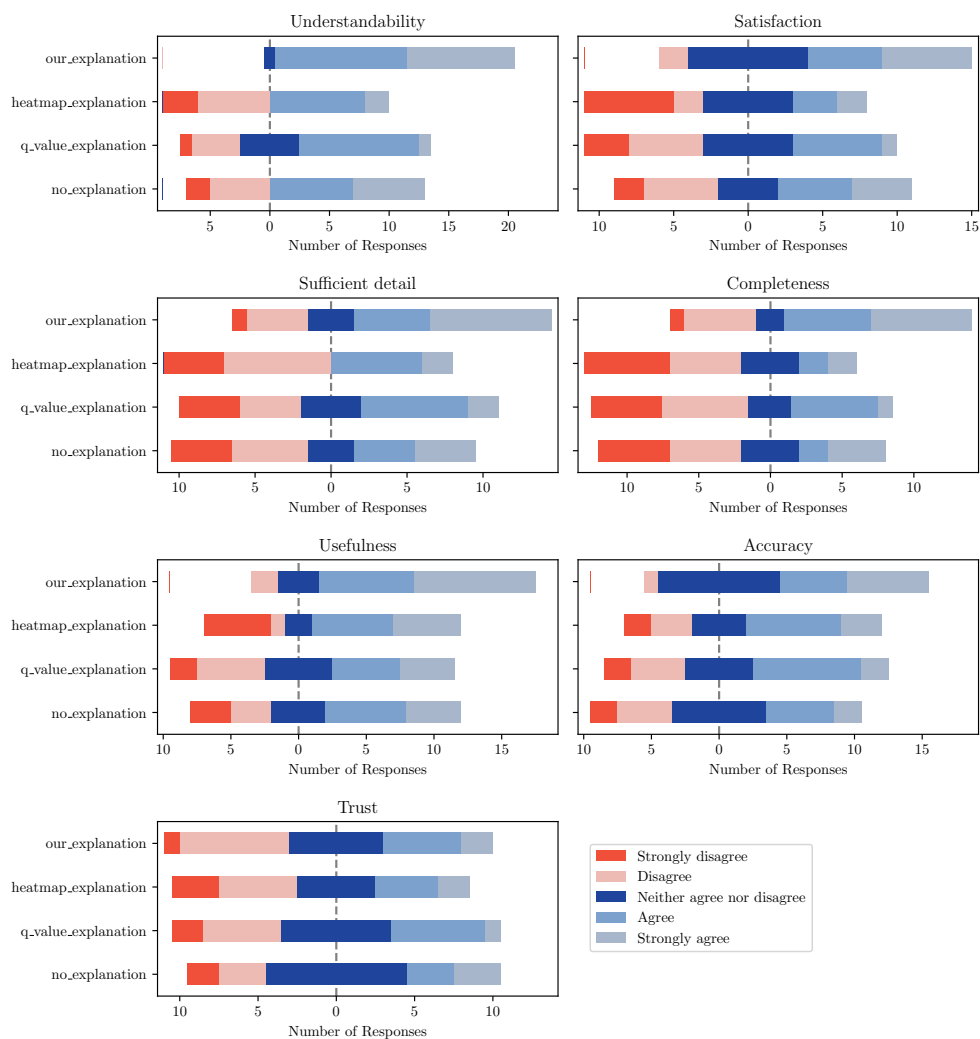 Understandability
Satisfaction
our_explanation
heatmap_explanation
q_value_explanation
no_explanation
5 0 5 10 15 20
10 5 0 5 10 15
Number of Responses
Number of Responses
Sufficient detail
Completeness
our_explanation
heatmap_explanation
q_value_explanation
no_explanation
10 5 0 5 10
10 5 0 5 10
Number of Responses
Number of Responses
Usefulness
Accuracy
our_explanation
heatmap_explanation
q_value_explanation
no_explanation
10 5 0 5 10 15
10 5 0 5 10 15
Number of Responses
Number of Responses
Trust
our_explanation
heatmap_explanation
q_value_explanation
no_explanation
10 5 0 5 10
Number of Responses
Strongly disagree
Disagree
Neither agree nor disagree
Agree
Strongly agree